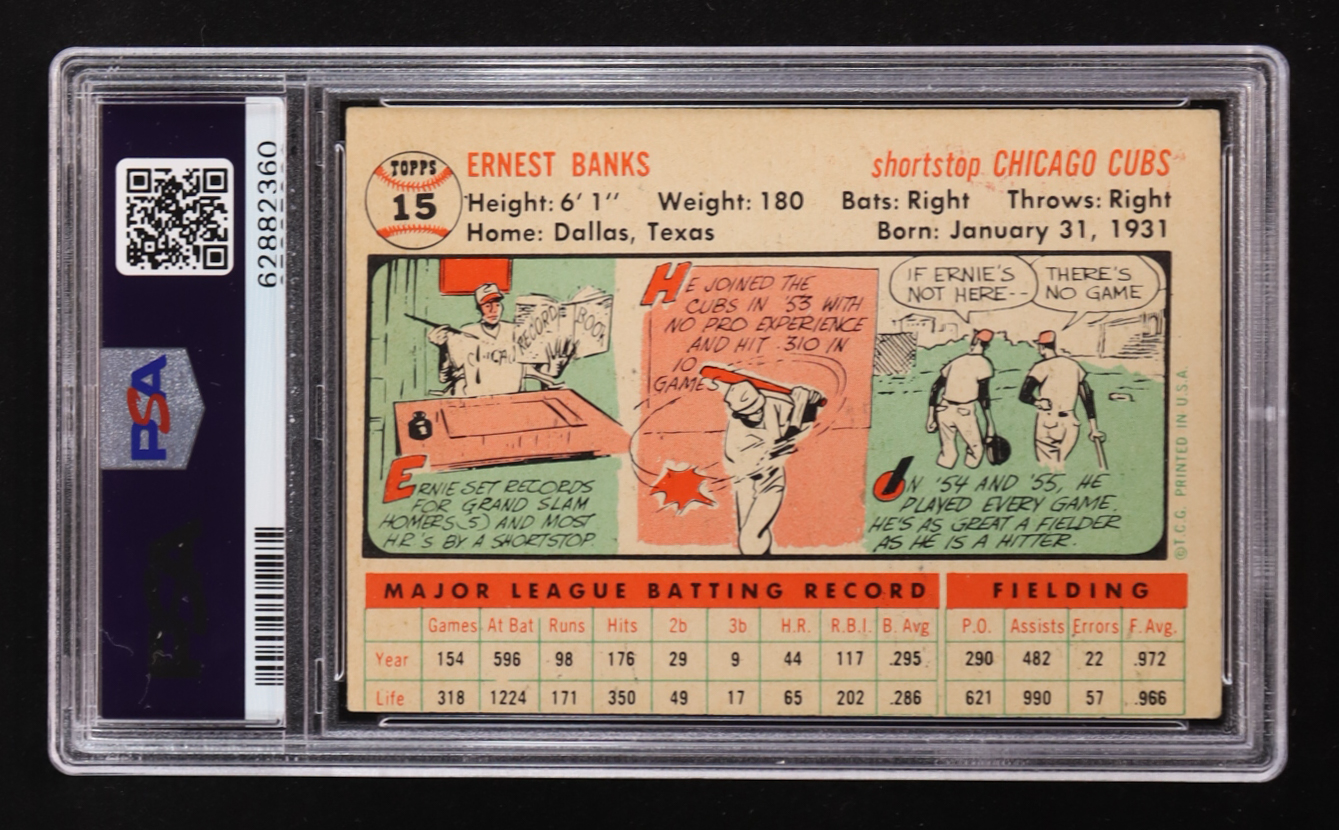 62882360
PSA
TOPPS
15
ERNEST BANKS
shortstop CHICAGO CUBS
Height: 6' 1" Weight: 180 Bats: Right Throws: Right
Home: Dallas, Texas Born: January 31, 1931
RECORD BOOK
CHICA
ERNIE SET RECORDS
FOR GRAND SLAM
HOMERS (5) AND MOST
H.R.'S BY A SHORTSTOP.
HE JOINED THE
CUBS IN '53 WITH
NO PRO EXPERIENCE
AND HIT .310 IN
10
GAMES
IF ERNIE'S
NOT HERE--
THERE'S
NO GAME
IN '54 AND '55, HE
PLAYED EVERY GAME.
HE'S AS GREAT A FIELDER
AS HE IS A HITTER.
©T.C.G. PRINTED IN U.S.A.
MAJOR LEAGUE BATTING RECORD FIELDING
Games At Bat Runs Hits 2b 3b H.R. R.B.I. B. Avg P.O. Assists Errors F. Avg.
Year 154 596 98 176 29 9 44 117 .295 290 482 22 .972
Life 318 1224 171 350 49 17 65 202 .286 621 990 57 .966